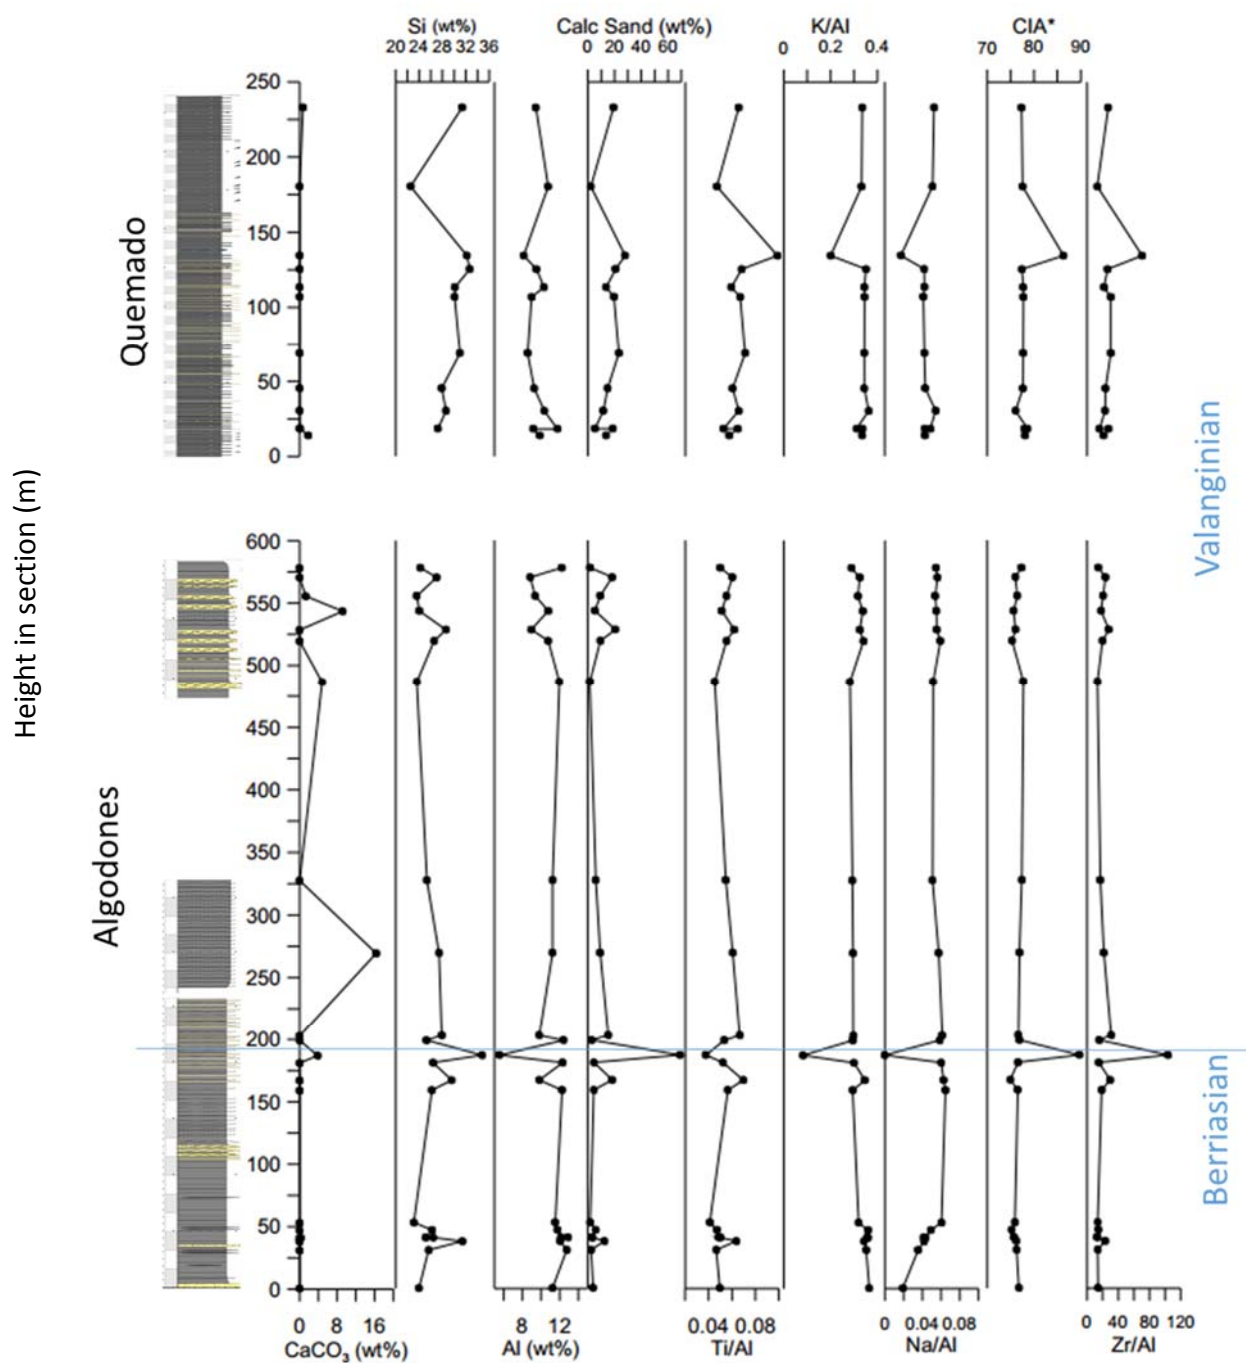 Si (wt%)
20 24 28 32 36
Calc Sand (wt%)
0 20 40 60
K/Al
0 0.2 0.4
CIA*
70 80 90
Quemado
250
200
150
100
50
0
Height in section (m)
Valanginian
Algodones
600
550
500
450
400
350
300
250
200
150
100
50
0
Berriasian
0 8 16
CaCO₃ (wt%)
8 12
Al (wt%)
0.04 0.08
Ti/Al
0 0.04 0.08
Na/Al
0 40 80 120
Zr/Al